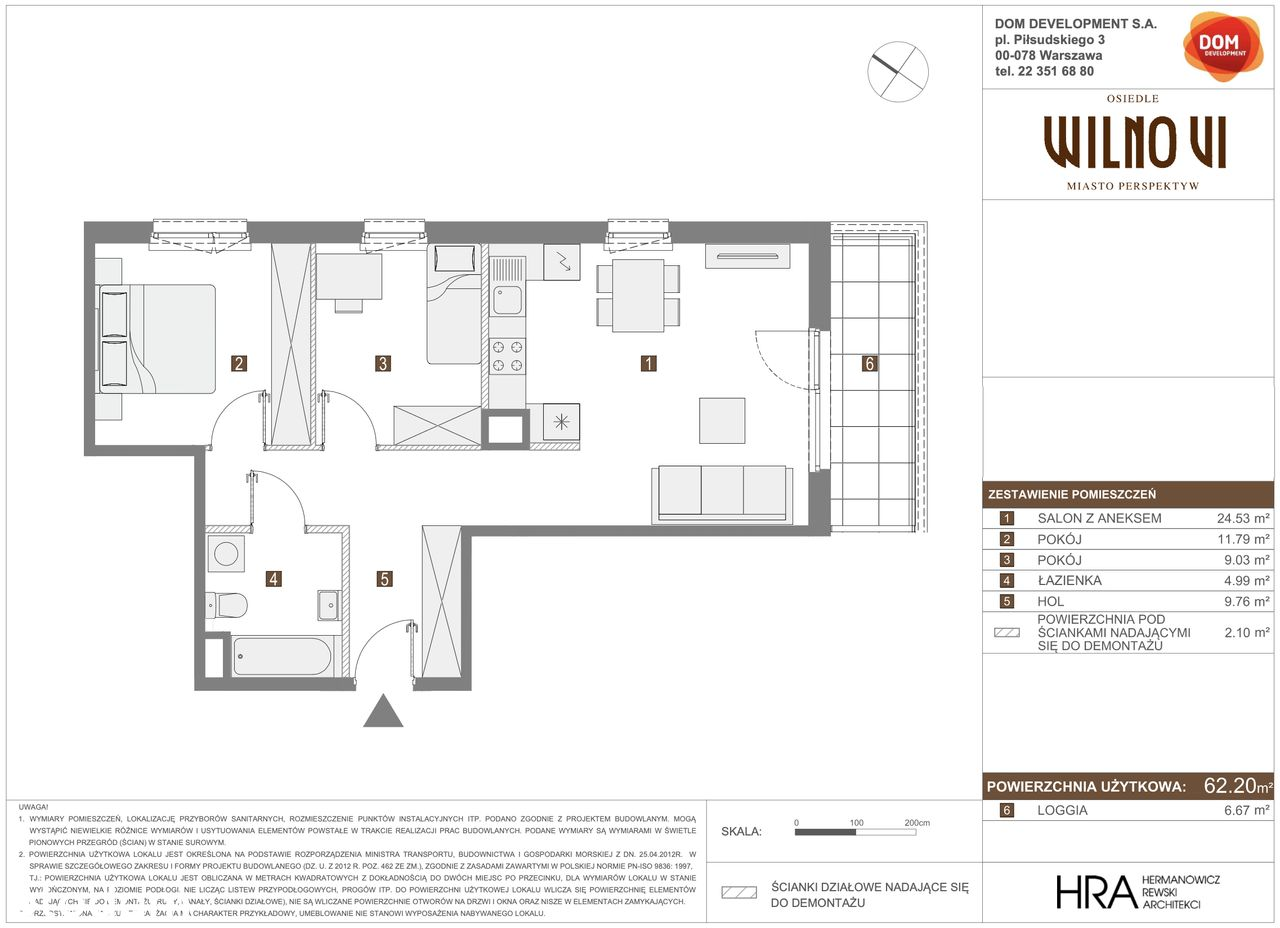 DOM DEVELOPMENT S.A.
pl. Piłsudskiego 3
00-078 Warszawa
tel. 22 351 68 80
DOM
DEVELOPMENT
OSIEDLE
WILNO VI
MIASTO PERSPEKTYW
2
3
1
6
4
5
ZESTAWIENIE POMIESZCZEŃ
1 SALON Z ANEKSEM 24.53 m²
2 POKÓJ 11.79 m²
3 POKÓJ 9.03 m²
4 ŁAZIENKA 4.99 m²
5 HOL 9.76 m²
POWIERZCHNIA POD
ŚCIANKAMI NADAJĄCYMI 2.10 m²
SIĘ DO DEMONTAŻU
POWIERZCHNIA UŻYTKOWA: 62.20m²
6 LOGGIA 6.67 m²
UWAGA!
1. WYMIARY POMIESZCZEŃ, LOKALIZACJĘ PRZYBORÓW SANITARNYCH, ROZMIESZCZENIE PUNKTÓW INSTALACYJNYCH ITP. PODANO ZGODNIE Z PROJEKTEM BUDOWLANYM. MOGĄ
WYSTĄPIĆ NIEWIELKIE RÓŻNICE WYMIARÓW I USYTUOWANIA ELEMENTÓW POWSTAŁE W TRAKCIE REALIZACJI PRAC BUDOWLANYCH. PODANE WYMIARY SĄ WYMIARAMI W ŚWIETLE
PIONOWYCH PRZEGRÓD (ŚCIAN) W STANIE SUROWYM.
2. POWIERZCHNIA UŻYTKOWA LOKALU JEST OKREŚLONA NA PODSTAWIE ROZPORZĄDZENIA MINISTRA TRANSPORTU, BUDOWNICTWA I GOSPODARKI MORSKIEJ Z DN. 25.04.2012R. W
SPRAWIE SZCZEGÓŁOWEGO ZAKRESU I FORMY PROJEKTU BUDOWLANEGO (DZ. U. Z 2012 R. POZ. 462 ZE ZM.), ZGODNIE Z ZASADAMI ZAWARTYMI W POLSKIEJ NORMIE PN-ISO 9836: 1997,
TJ.: POWIERZCHNIA UŻYTKOWA LOKALU JEST OBLICZANA W METRACH KWADRATOWYCH Z DOKŁADNOŚCIĄ DO DWÓCH MIEJSC PO PRZECINKU, DLA WYMIARÓW LOKALU W STANIE
WYKOŃCZONYM, NA POZIOMIE PODŁOGI, NIE LICZĄC LISTEW PRZYPODŁOGOWYCH, PROGÓW ITP. DO POWIERZCHNI UŻYTKOWEJ LOKALU WLICZA SIĘ POWIERZCHNIĘ ELEMENTÓW
KANAŁY, ŚCIANKI DZIAŁOWE), NIE SĄ WLICZANE POWIERZCHNIE OTWORÓW NA DRZWI I OKNA ORAZ NISZE W ELEMENTACH ZAMYKAJĄCYCH.
CHARAKTER PRZYKŁADOWY, UMEBLOWANIE NIE STANOWI WYPOSAŻENIA NABYWANEGO LOKALU.
SKALA: 0 100 200cm
ŚCIANKI DZIAŁOWE NADAJĄCE SIĘ
DO DEMONTAŻU
HRA
HERMANOWICZ
REWSKI
ARCHITEKCI